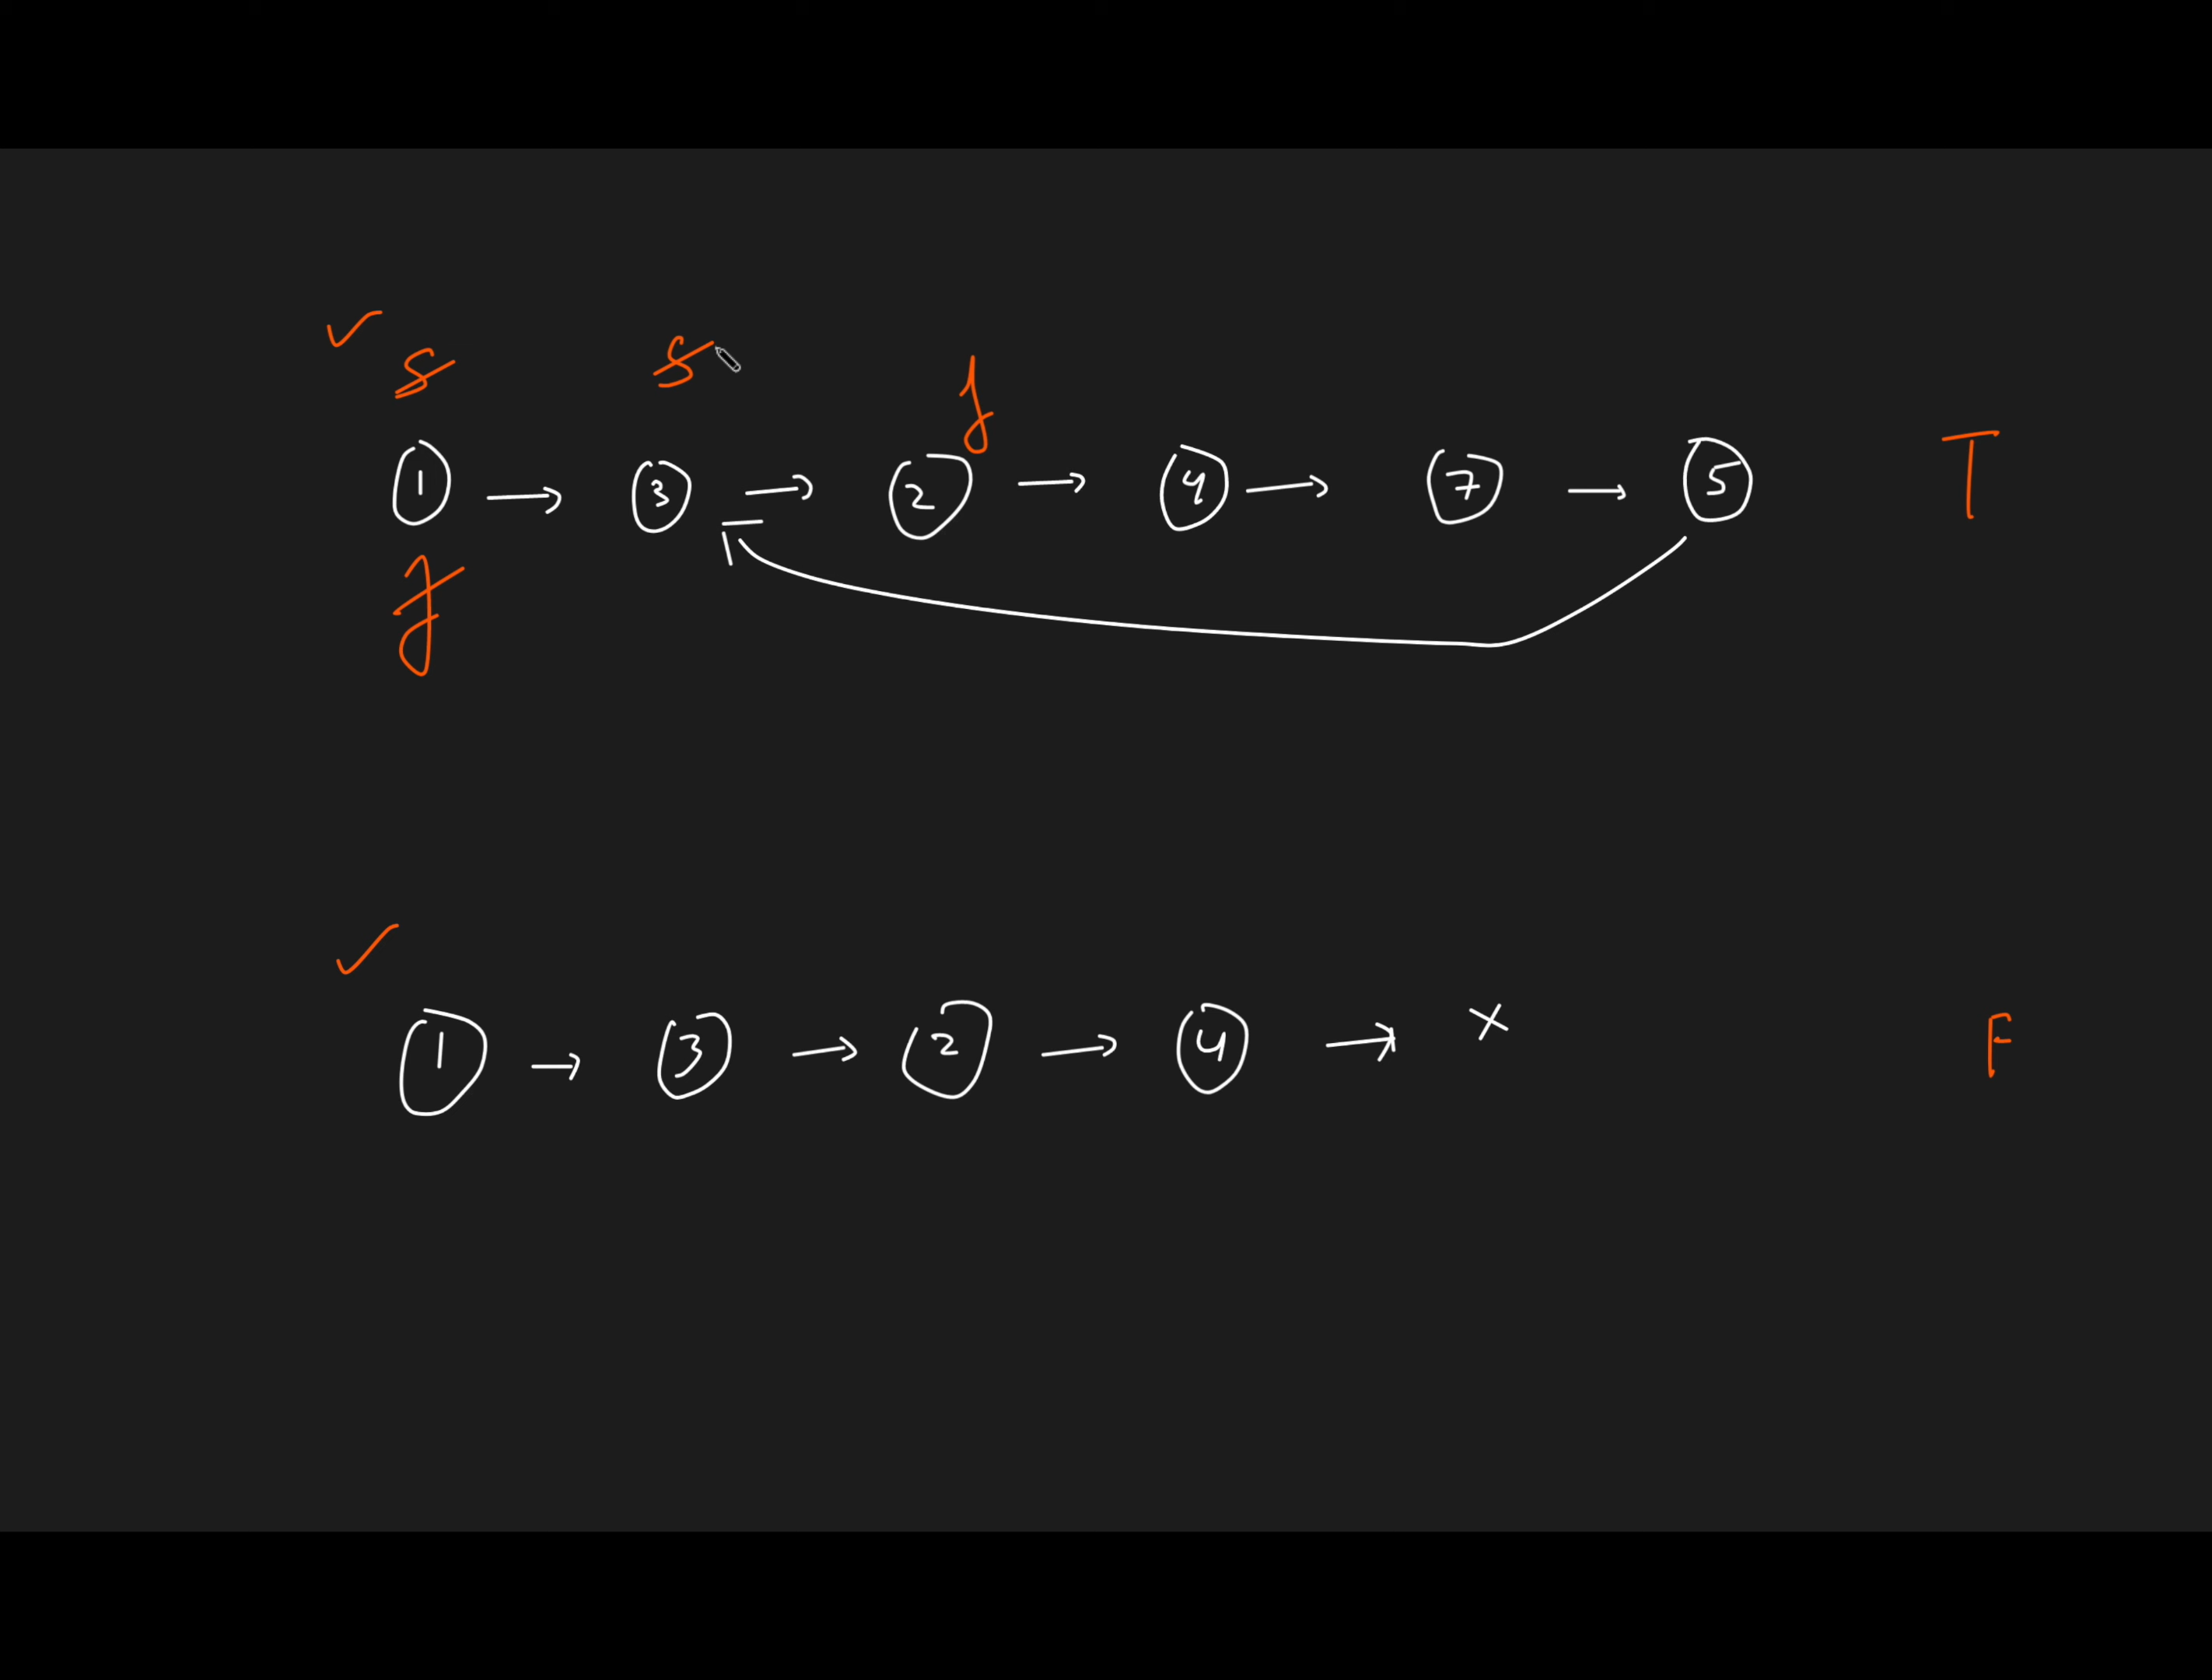 s s f
1 → 3 → 2 → 4 → 7 → 5 T
f
1 → 3 → 2 → 4 → × F